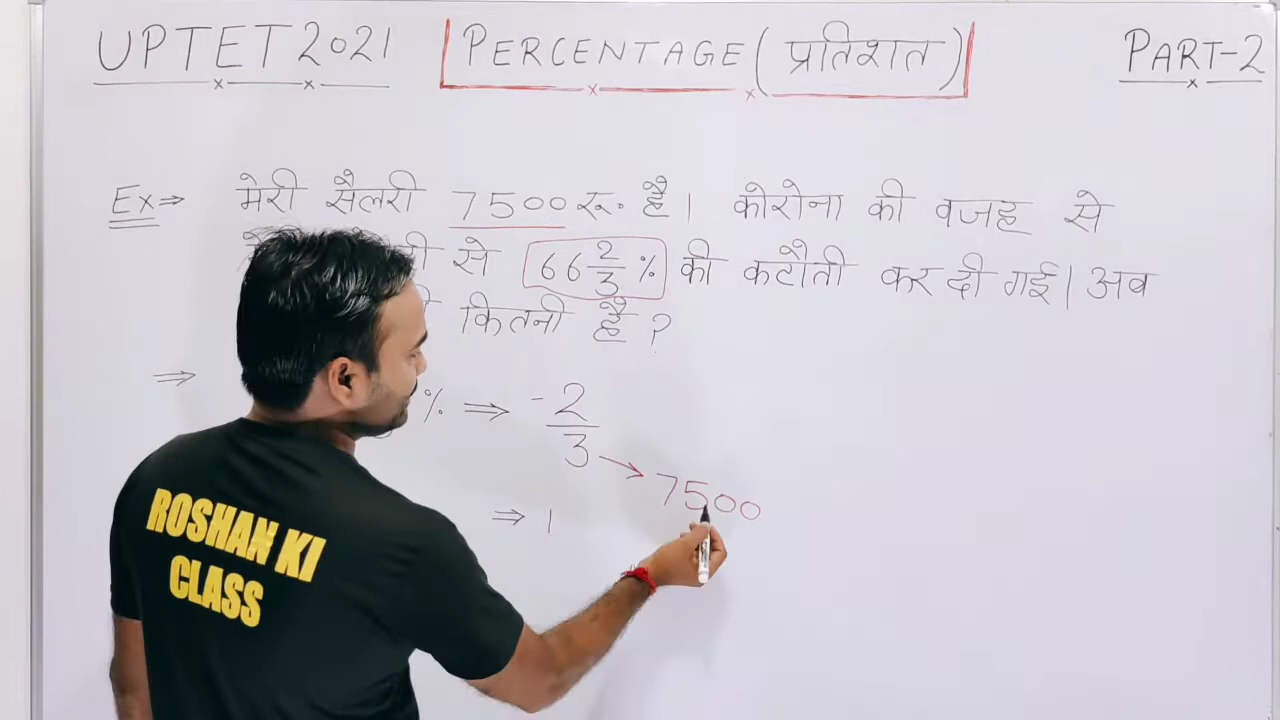 UPTET 2021
PERCENTAGE (प्रतिशत)
PART-2
Ex⇒ मेरी सैलरी 7500 रू. है। कोरोना की वजह से
से 66 2/3 % की कटौती कर दी गई। अब
कितनी है ?
⇒
% ⇒ -2/3
→ 7500
⇒ 1
ROSHAN KI
CLASS